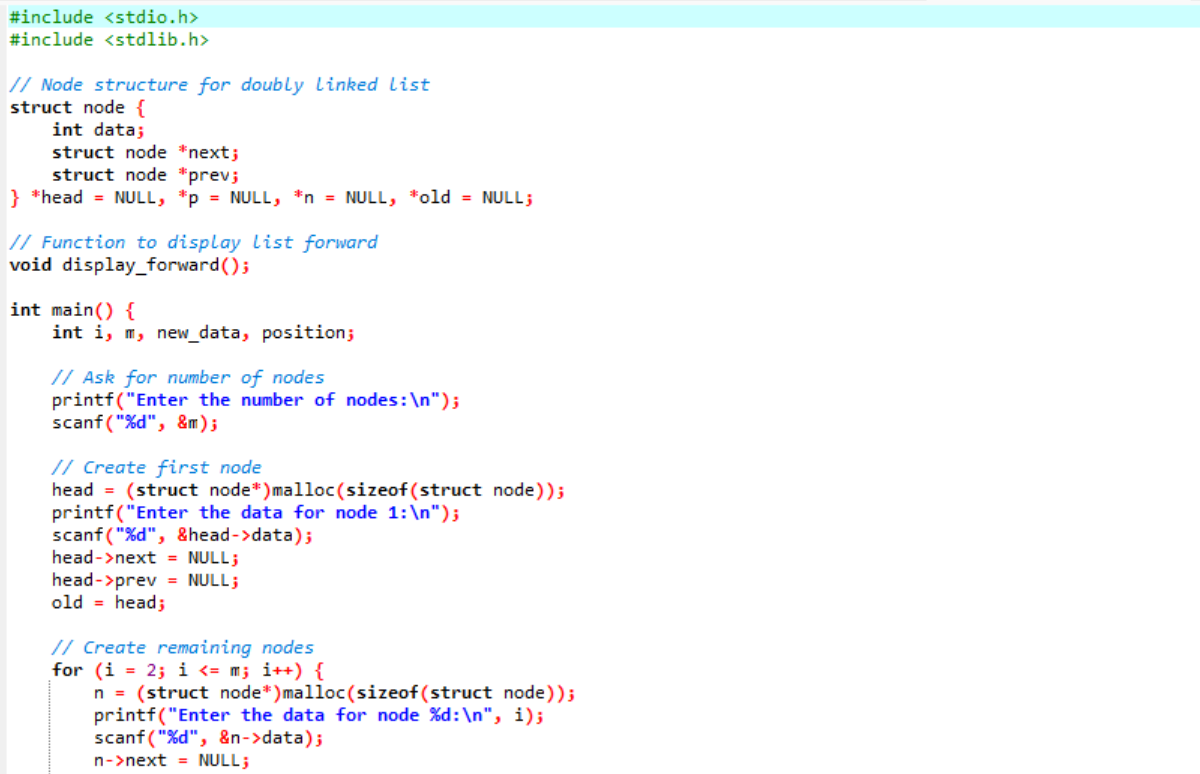 #include <stdio.h>
#include <stdlib.h>

// Node structure for doubly linked list
struct node {
    int data;
    struct node *next;
    struct node *prev;
} *head = NULL, *p = NULL, *n = NULL, *old = NULL;

// Function to display list forward
void display_forward();

int main() {
    int i, m, new_data, position;

    // Ask for number of nodes
    printf("Enter the number of nodes:\n");
    scanf("%d", &m);

    // Create first node
    head = (struct node*)malloc(sizeof(struct node));
    printf("Enter the data for node 1:\n");
    scanf("%d", &head->data);
    head->next = NULL;
    head->prev = NULL;
    old = head;

    // Create remaining nodes
    for (i = 2; i <= m; i++) {
        n = (struct node*)malloc(sizeof(struct node));
        printf("Enter the data for node %d:\n", i);
        scanf("%d", &n->data);
        n->next = NULL;